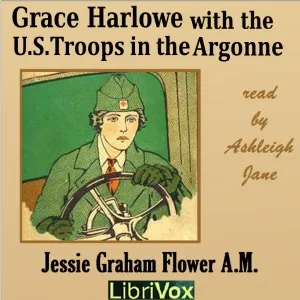 Grace Harlowe with the
U.S.Troops in the Argonne
read
by
Ashleigh
Jane
Jessie Graham Flower A.M.
LibriVox